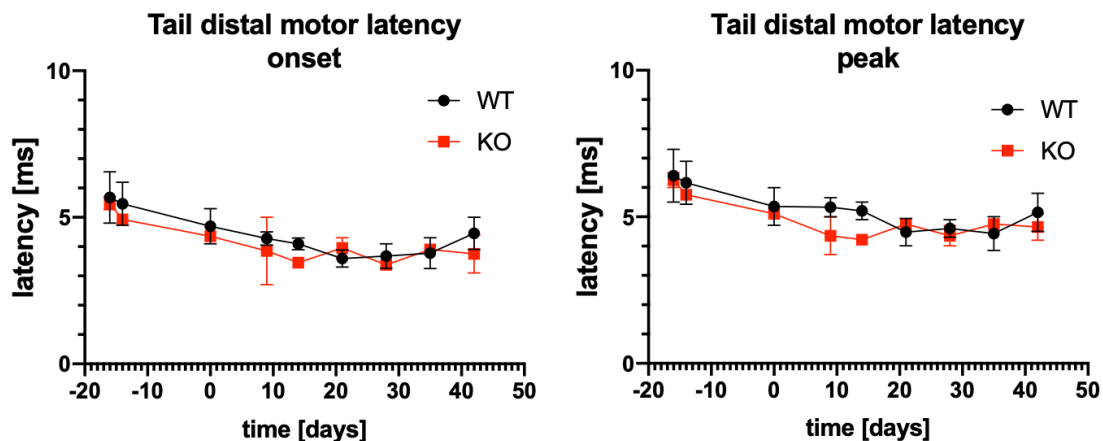 Tail distal motor latency
onset
WT
KO
latency [ms]
10
5
0
-20 -10 0 10 20 30 40 50
time [days]
Tail distal motor latency
peak
WT
KO
latency [ms]
10
5
0
-20 -10 0 10 20 30 40 50
time [days]